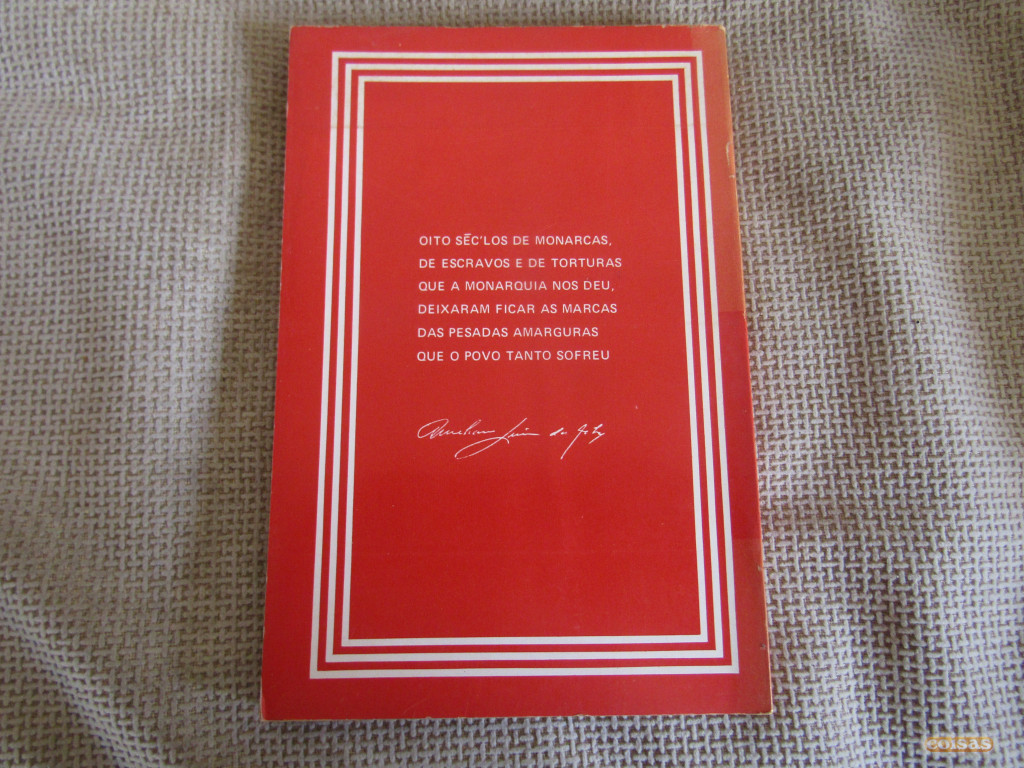 OITO SÉC'LOS DE MONARCAS,
DE ESCRAVOS E DE TORTURAS
QUE A MONARQUIA NOS DEU,
DEIXARAM FICAR AS MARCAS
DAS PESADAS AMARGURAS
QUE O POVO TANTO SOFREU
coisas